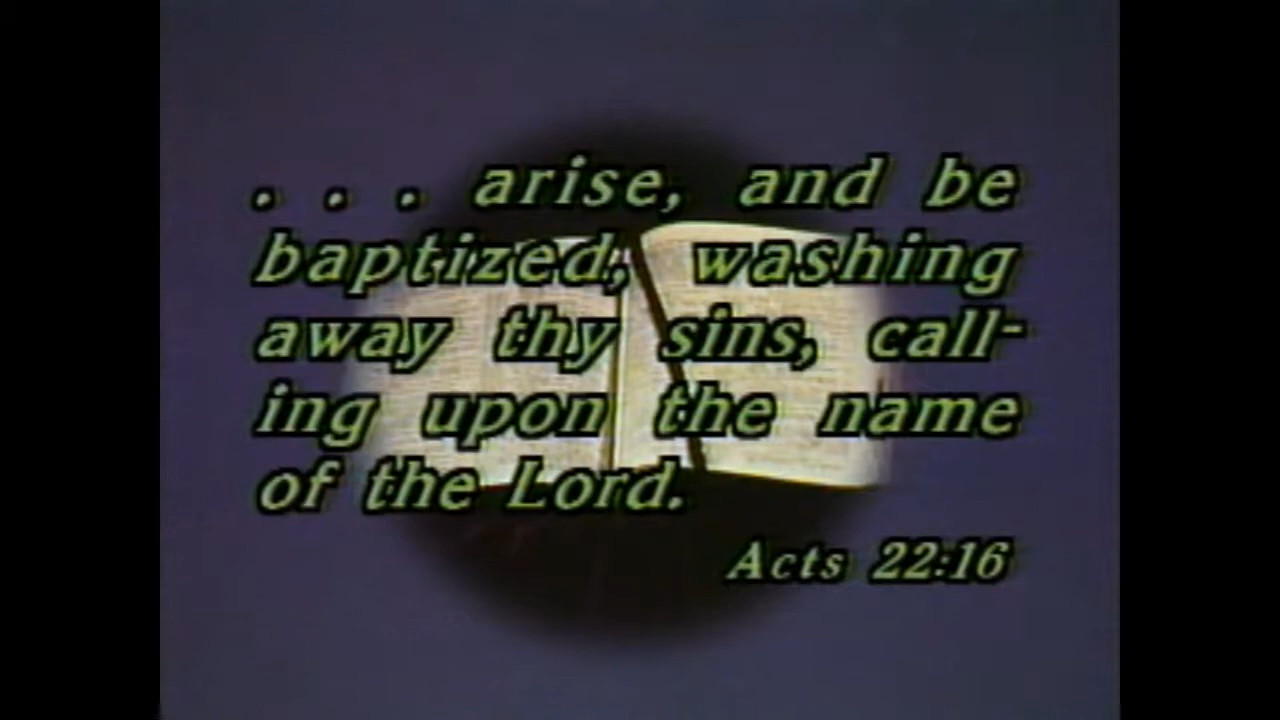 . . . arise, and be
baptized, washing
away thy sins, call-
ing upon the name
of the Lord.
Acts 22:16